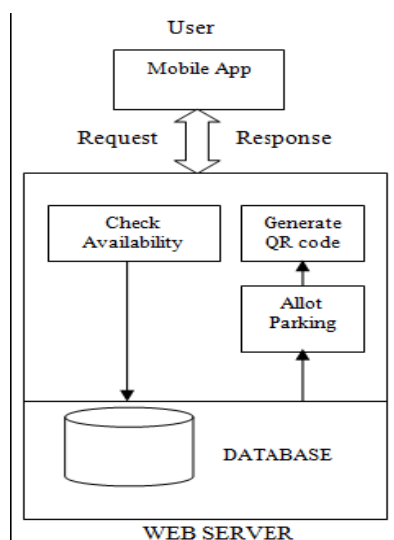 User
Mobile App
Request
Response
Check
Availability
Generate
QR code
Allot
Parking
DATABASE
WEB SERVER